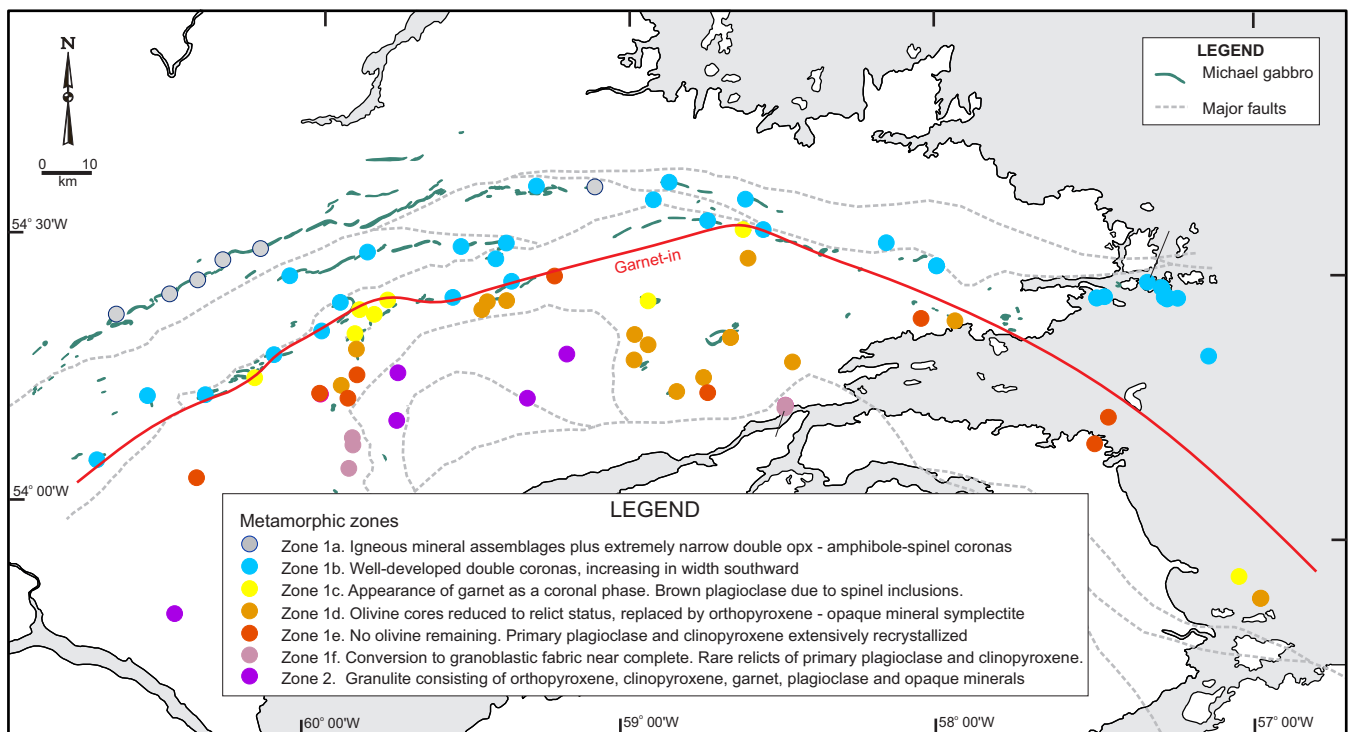 N
0 10
km
LEGEND
Michael gabbro
Major faults
54° 30'00"W
Garnet-in
54° 00'00"W
LEGEND
Metamorphic zones
Zone 1a. Igneous mineral assemblages plus extremely narrow double opx - amphibole-spinel coronas
Zone 1b. Well-developed double coronas, increasing in width southward
Zone 1c. Appearance of garnet as a coronal phase. Brown plagioclase due to spinel inclusions.
Zone 1d. Olivine cores reduced to relict status, replaced by orthopyroxene - opaque mineral symplectite
Zone 1e. No olivine remaining. Primary plagioclase and clinopyroxene extensively recrystallized
Zone 1f. Conversion to granoblastic fabric near complete. Rare relicts of primary plagioclase and clinopyroxene.
Zone 2. Granulite consisting of orthopyroxene, clinopyroxene, garnet, plagioclase and opaque minerals
60° 00'00"W
59° 00'00"W
58° 00'00"W
57° 00'00"W